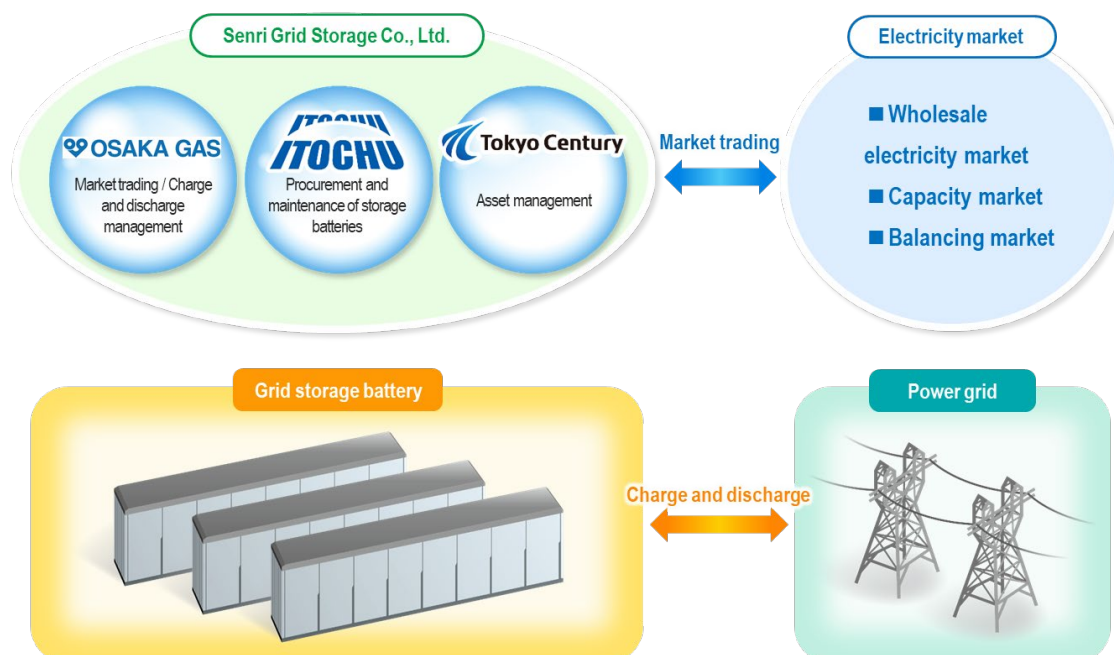 Senri Grid Storage Co., Ltd.
Electricity market
OSAKA GAS
Market trading / Charge
and discharge
management
ITOCHU
ITOCHU
Procurement and
maintenance of storage
batteries
Tokyo Century
Asset management
Market trading
■ Wholesale
electricity market
■ Capacity market
■ Balancing market
Grid storage battery
Power grid
Charge and discharge